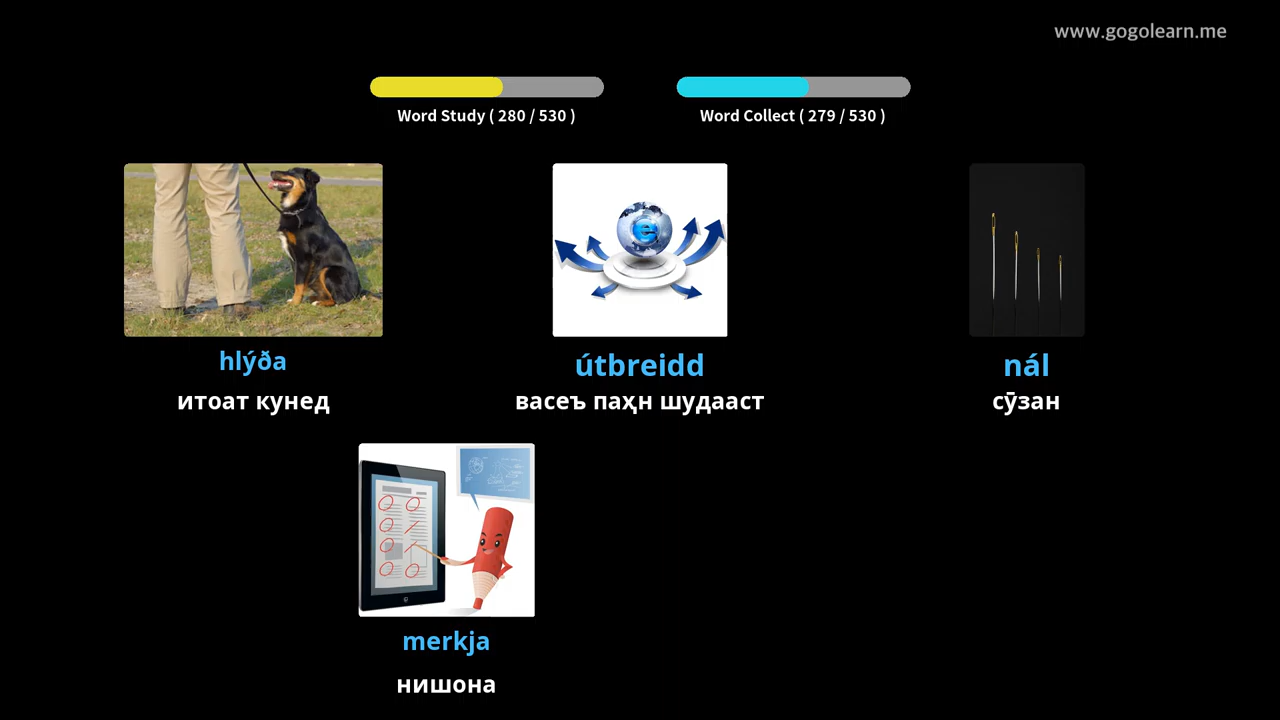 www.gogolearn.me
Word Study ( 280 / 530 )
Word Collect ( 279 / 530 )
hlýða
útbreidd
nál
итоат кунед
васеъ паҳн шудааст
сӯзан
merkja
нишона